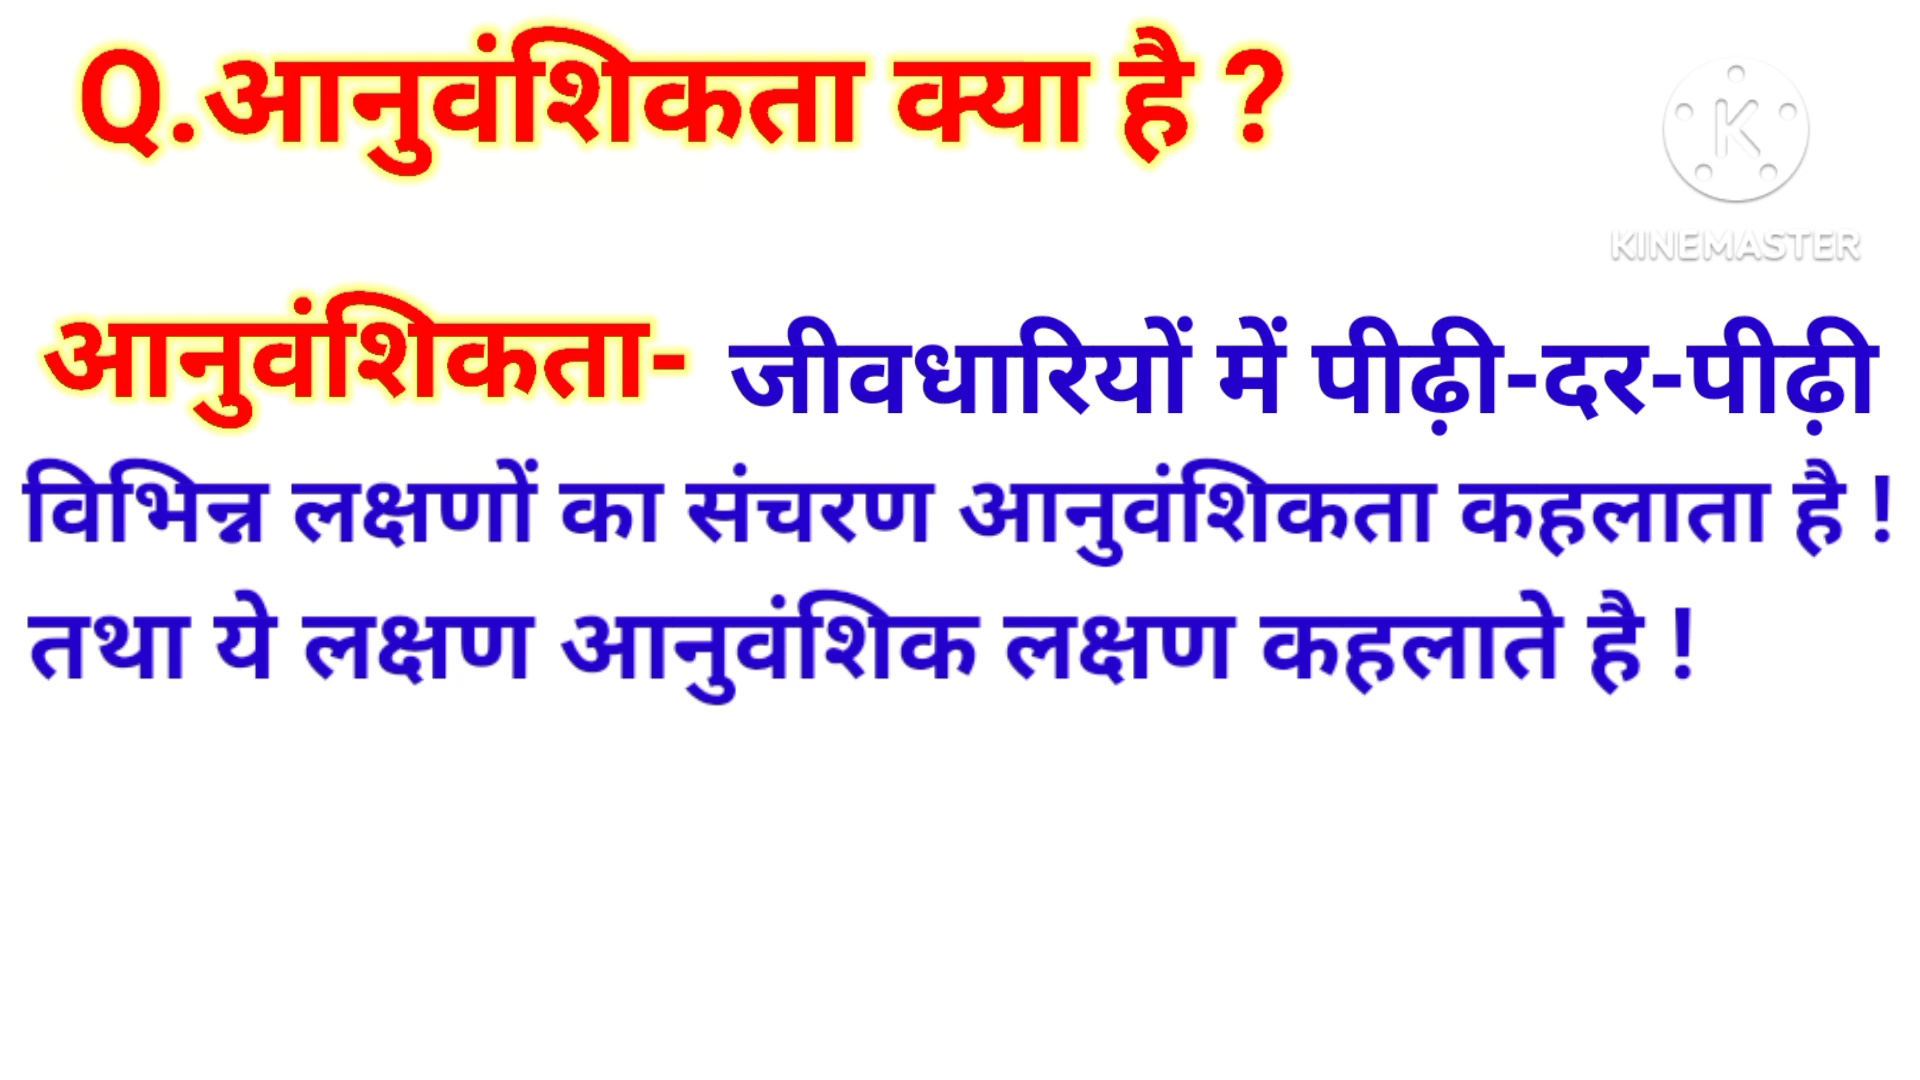 Q.आनुवंशिकता क्या है ?
KINEMASTER
आनुवंशिकता- जीवधारियों में पीढ़ी-दर-पीढ़ी
विभिन्न लक्षणों का संचरण आनुवंशिकता कहलाता है !
तथा ये लक्षण आनुवंशिक लक्षण कहलाते है !